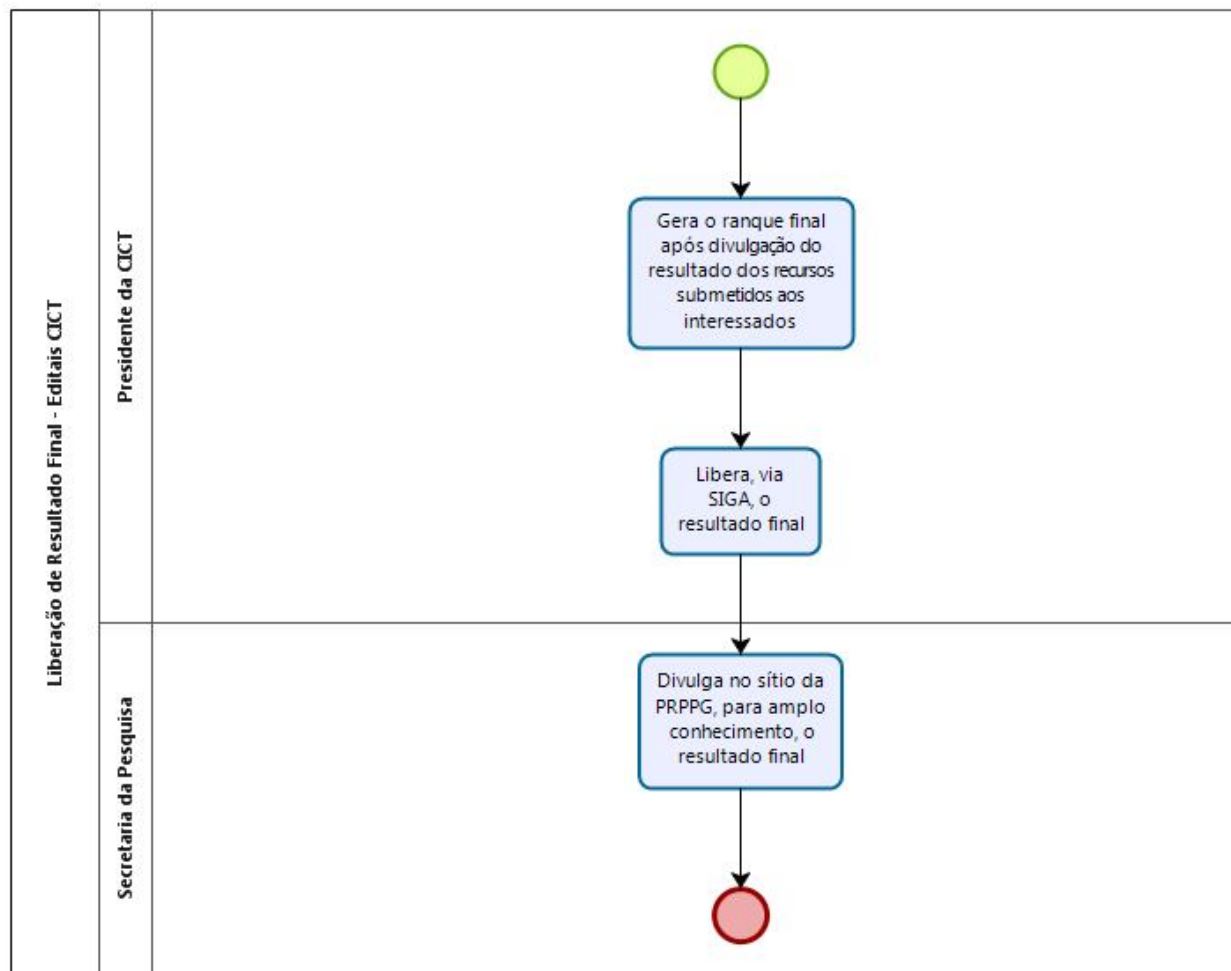 Liberação de Resultado Final - Editais CICT
Presidente da CICT
Gera o ranque final
após divulgação do
resultado dos recursos
submetidos aos
interessados
Libera, via
SIGA, o
resultado final
Secretaria da Pesquisa
Divulga no sítio da
PRPPG, para amplo
conhecimento, o
resultado final